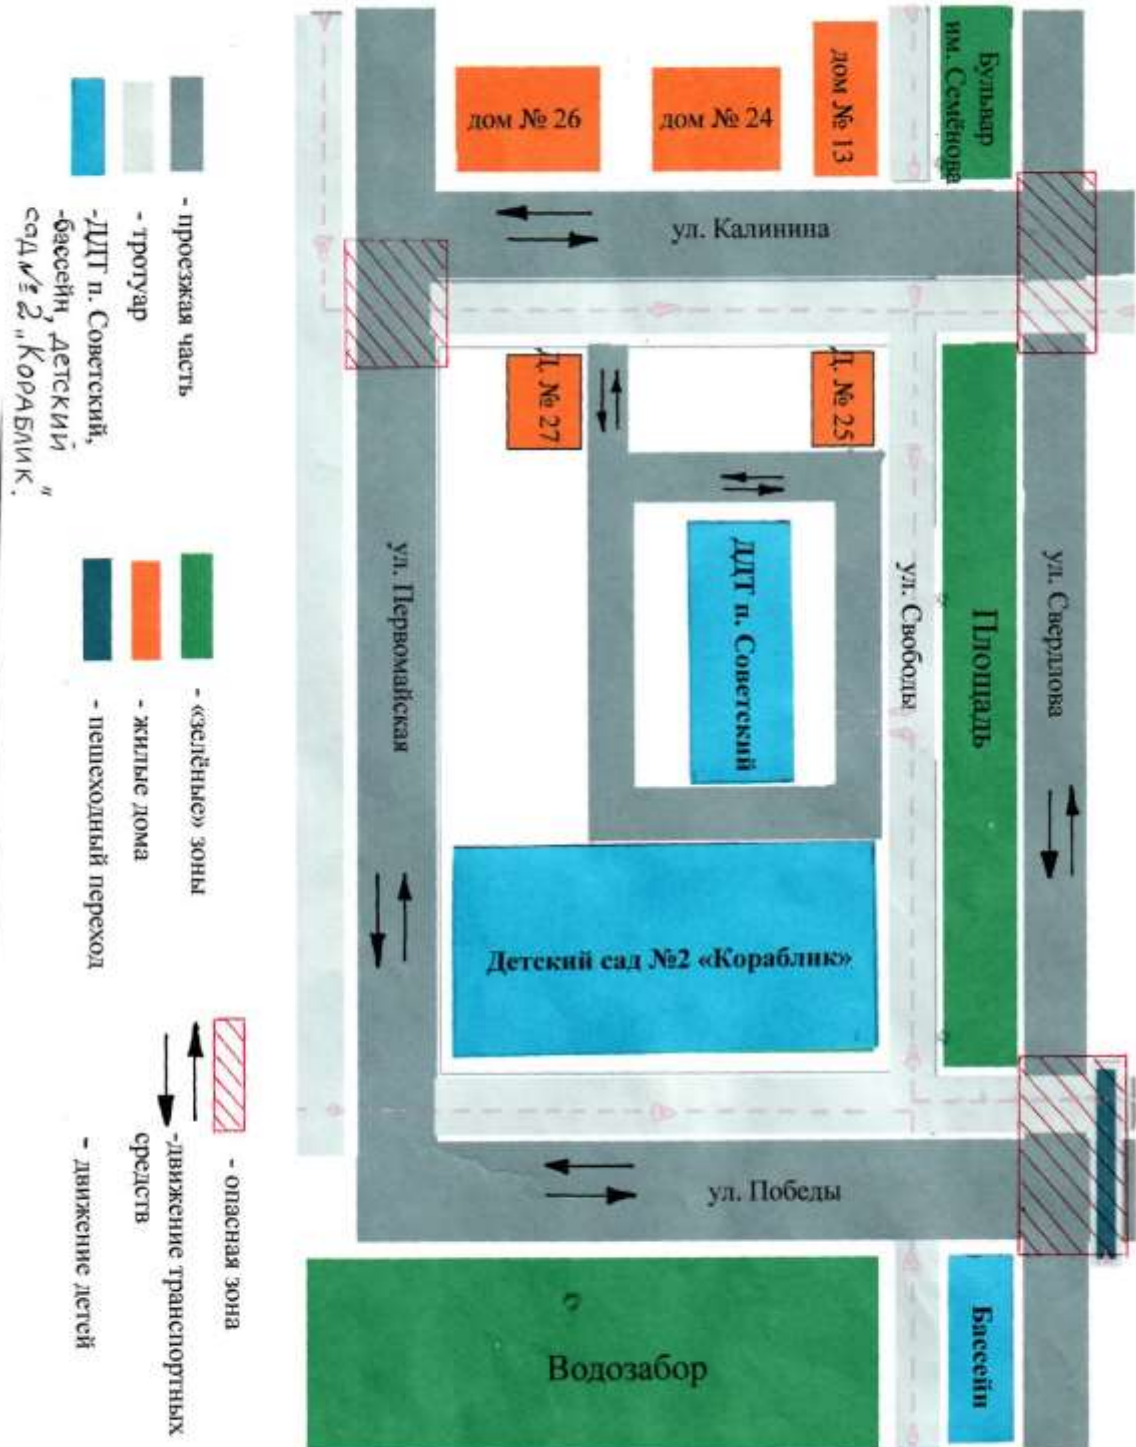 Бульвар
им. Семёнова
дом № 13
дом № 24
дом № 26
ул. Калинина
Д. № 25
Д. № 27
ул. Свердлова
Площадь
ул. Свободы
ДДТ п. Советский
ул. Первомайская
Детский сад №2 «Кораблик»
ул. Победы
Бассейн
Водозабор
- проезжая часть
- тротуар
-ДДТ п. Советский,
-бассейн, детский
сад № 2 „Кораблик".
- «зелёные» зоны
- жилые дома
- пешеходный переход
- опасная зона
-движение транспортных
средств
- движение детей